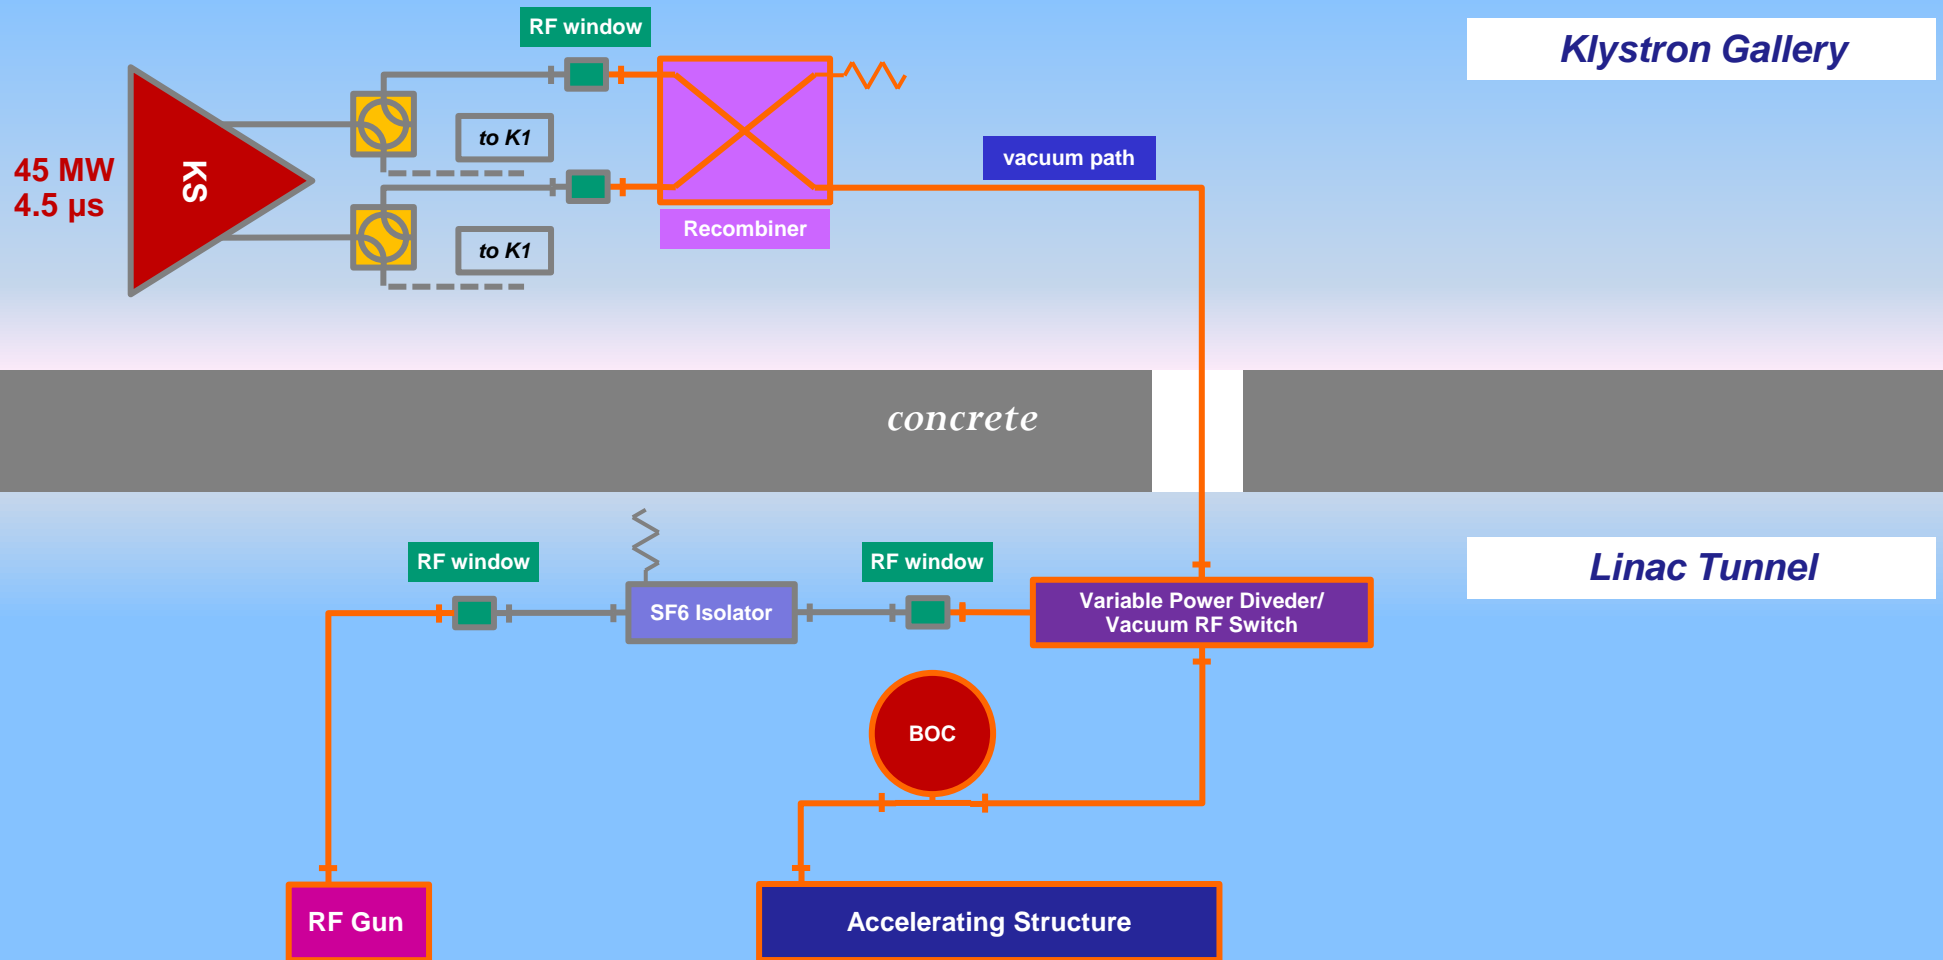 RF window
Klystron Gallery
to K1
45 MW
4.5 µs
KS
vacuum path
Recombiner
to K1
concrete
RF window
RF window
Linac Tunnel
SF6 Isolator
Variable Power Diveder/
Vacuum RF Switch
BOC
RF Gun
Accelerating Structure